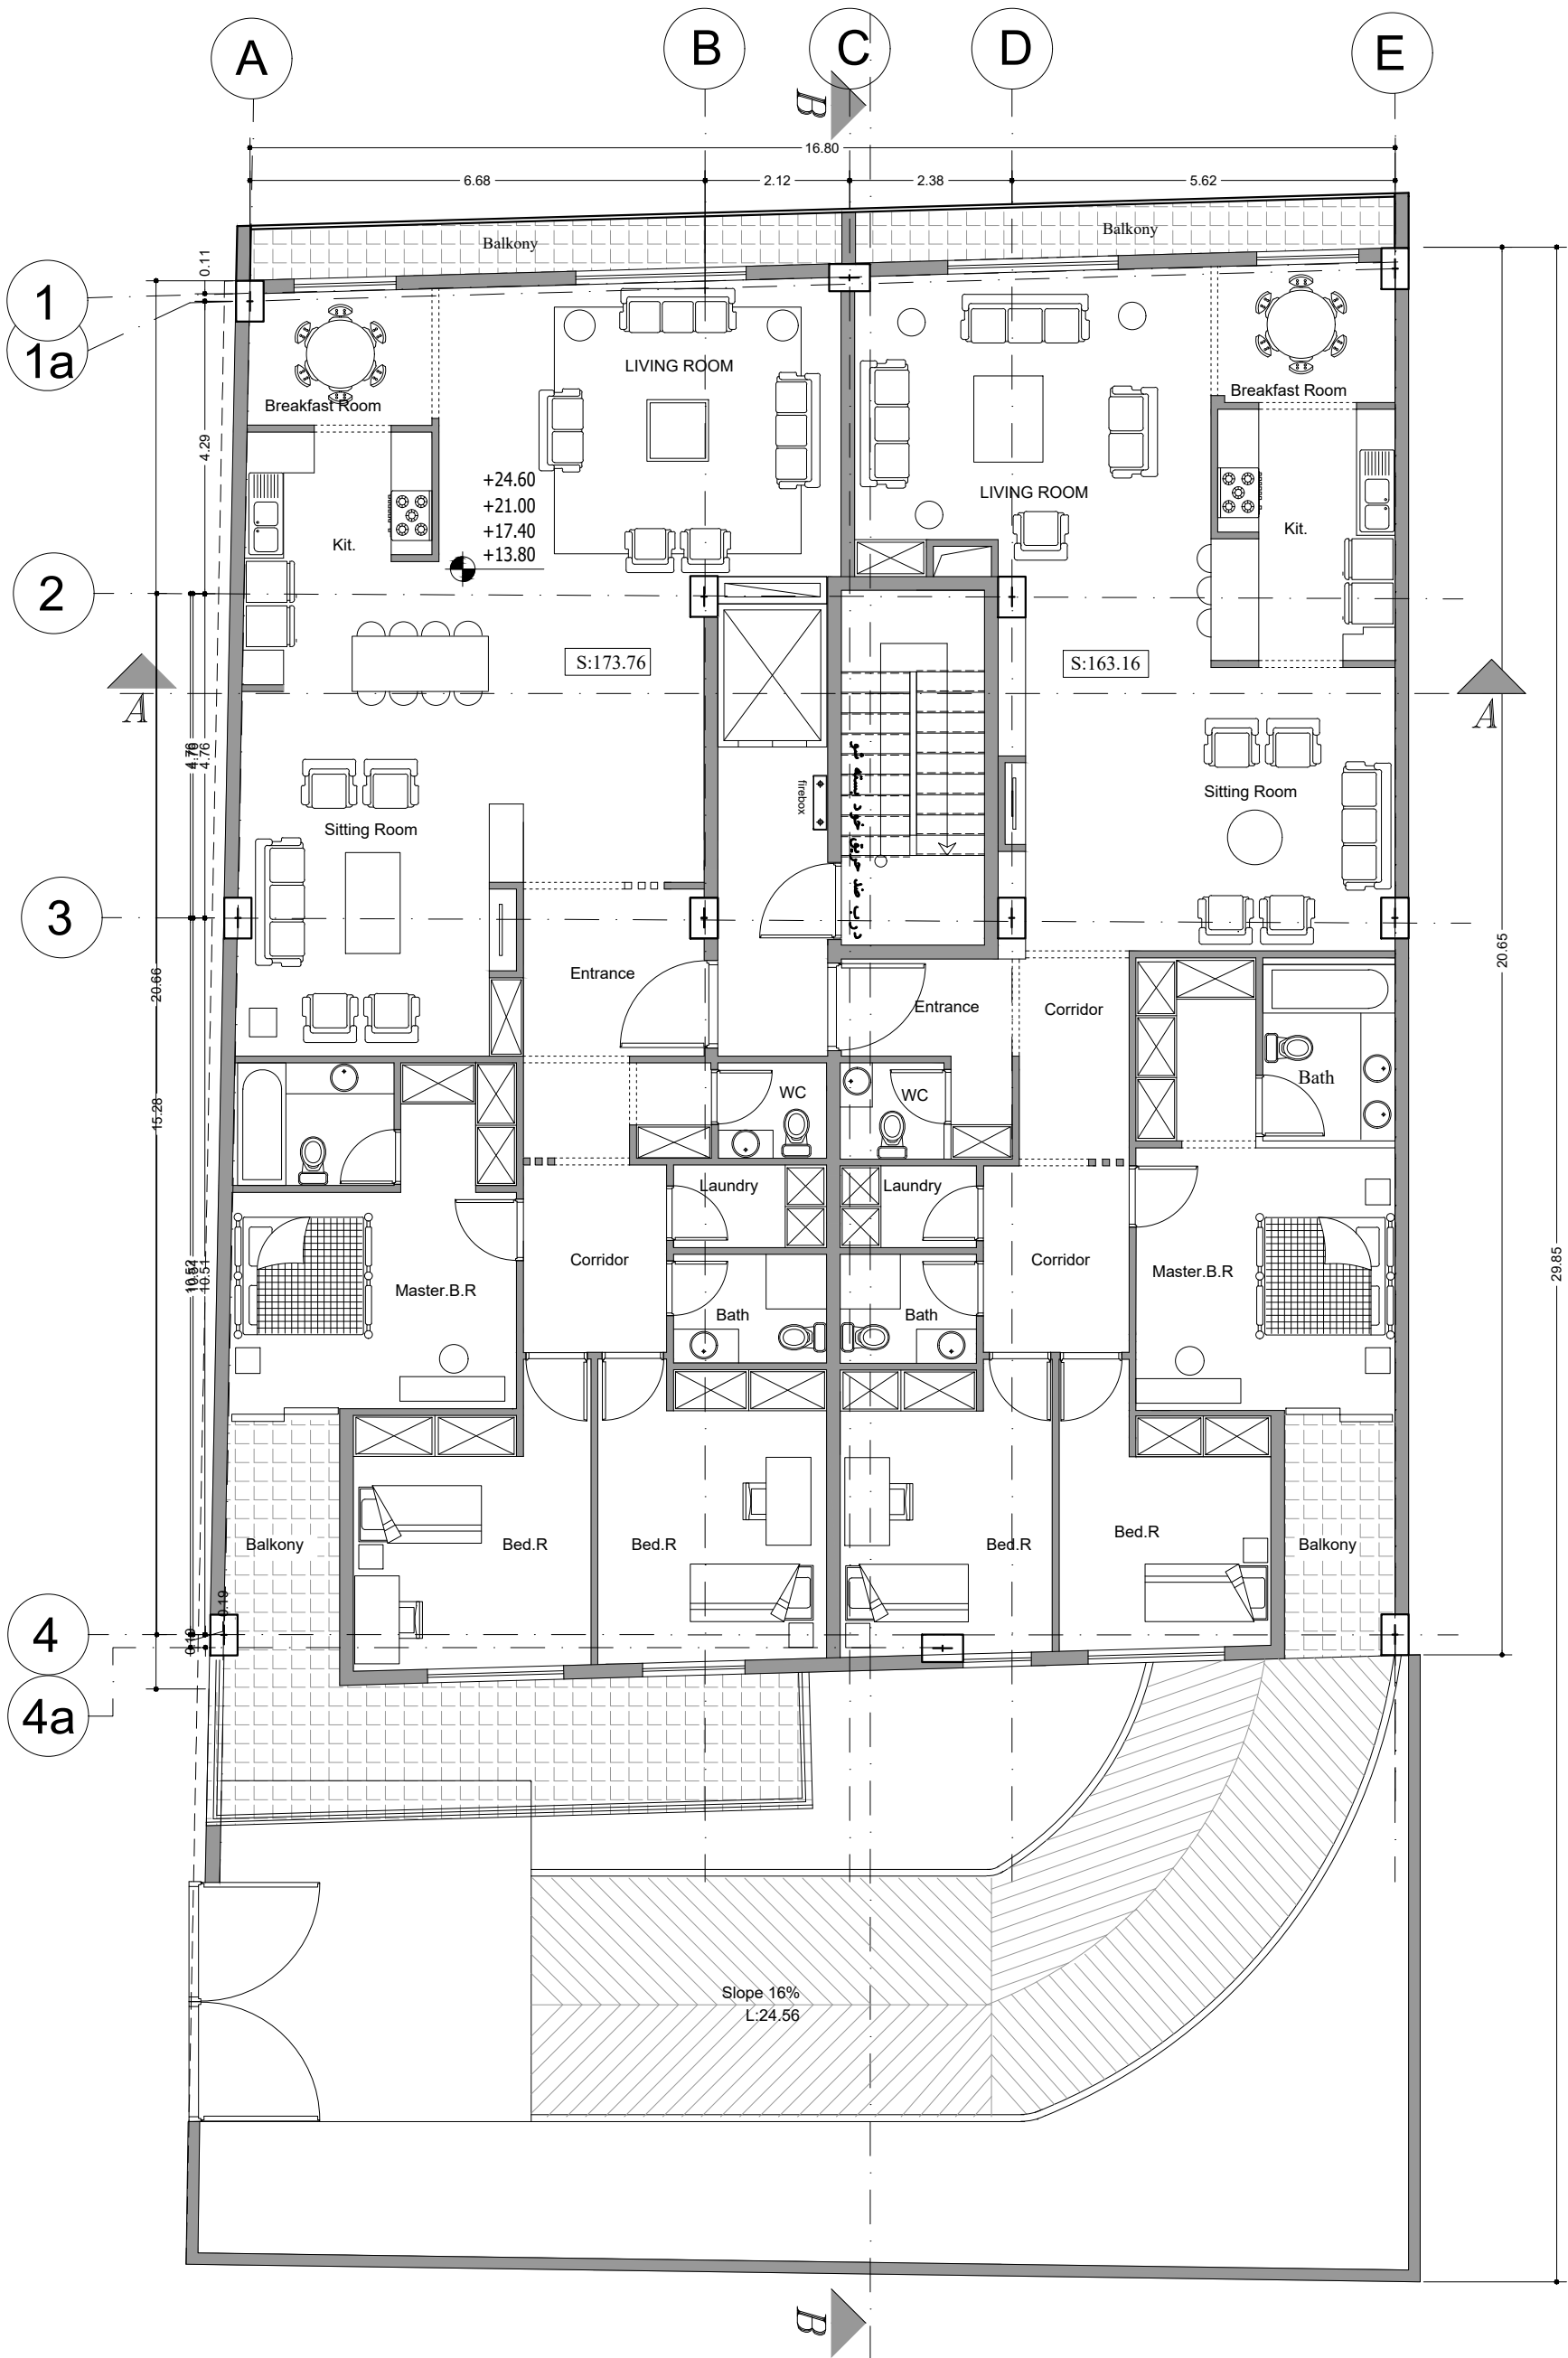 A
B
C
D
E
B
16.80
6.68
2.12
2.38
5.62
Balkony
Balkony
0.11
1
1a
LIVING ROOM
Breakfast Room
Breakfast Room
4.29
+24.60
+21.00
+17.40
+13.80
LIVING ROOM
Kit.
Kit.
2
S:173.76
S:163.16
A
A
4.76
firebox
Sitting Room
Sitting Room
3
20.66
20.65
Entrance
Entrance
Corridor
Bath
WC
WC
15.28
Laundry
Laundry
Corridor
Corridor
10.52
10.51
29.85
Master.B.R
Master.B.R
Bath
Bath
Balkony
Bed.R
Bed.R
Bed.R
Bed.R
Balkony
0.19
0.19
4
4a
Slope 16%
L:24.56
B